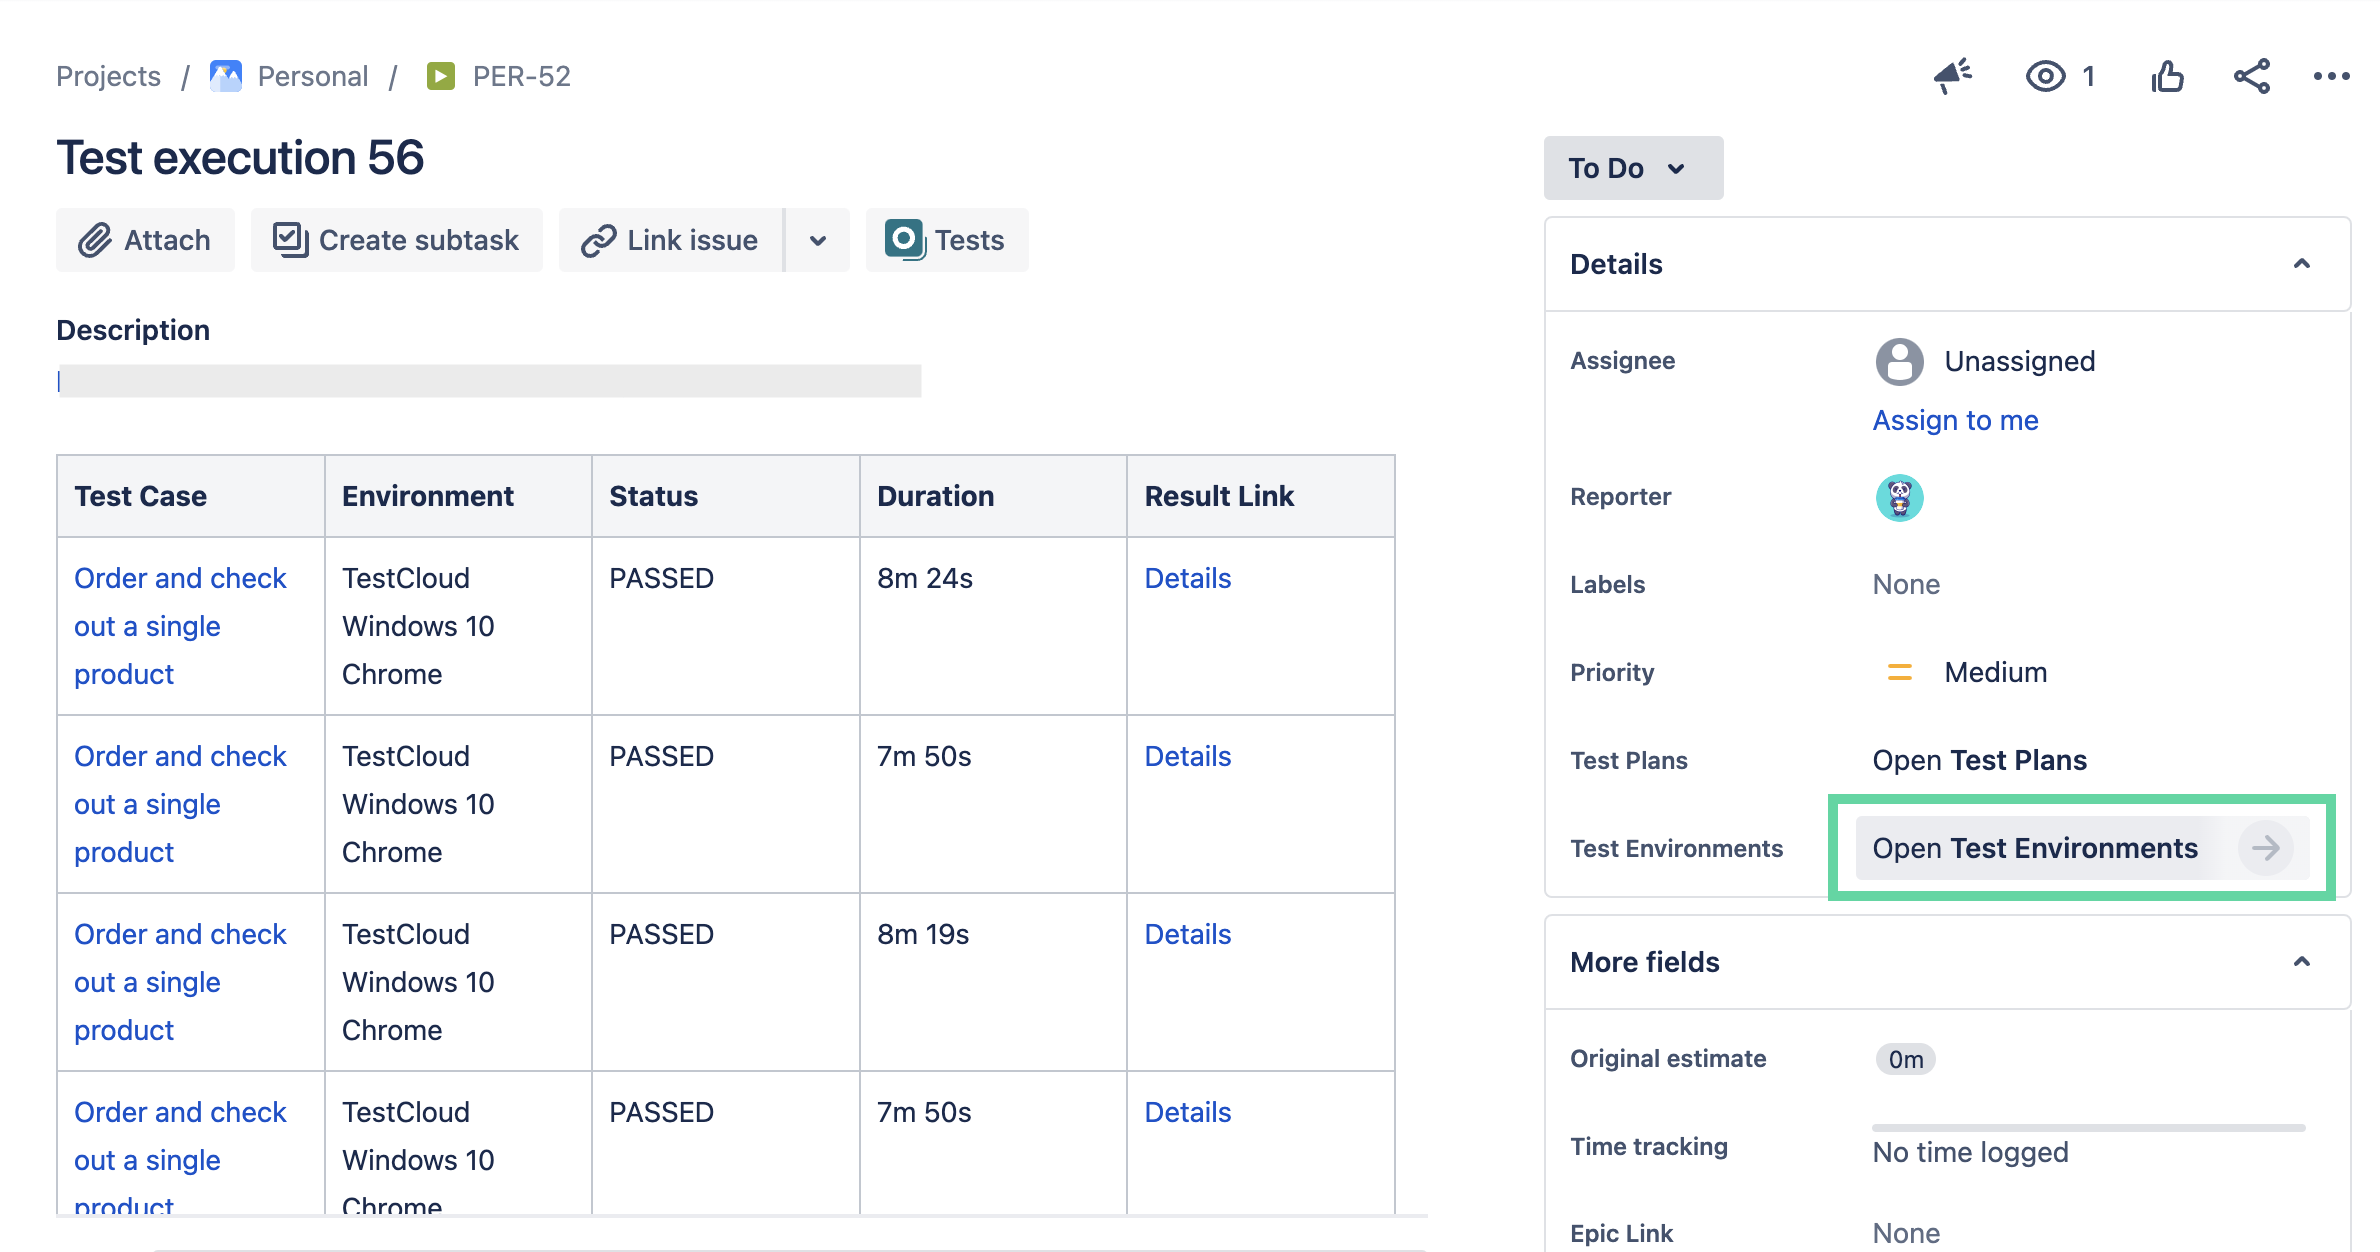 Projects / Personal / PER-52
1
Test execution 56
To Do
Attach
Create subtask
Link issue
Tests
Description
Test Case Environment Status Duration Result Link
Order and check TestCloud PASSED 8m 24s Details
out a single Windows 10
product Chrome
Order and check TestCloud PASSED 7m 50s Details
out a single Windows 10
product Chrome
Order and check TestCloud PASSED 8m 19s Details
out a single Windows 10
product Chrome
Order and check TestCloud PASSED 7m 50s Details
out a single Windows 10
product Chrome
Details
Assignee Unassigned
Assign to me
Reporter
Labels None
Priority Medium
Test Plans Open Test Plans
Test Environments Open Test Environments
More fields
Original estimate 0m
Time tracking No time logged
Epic Link None